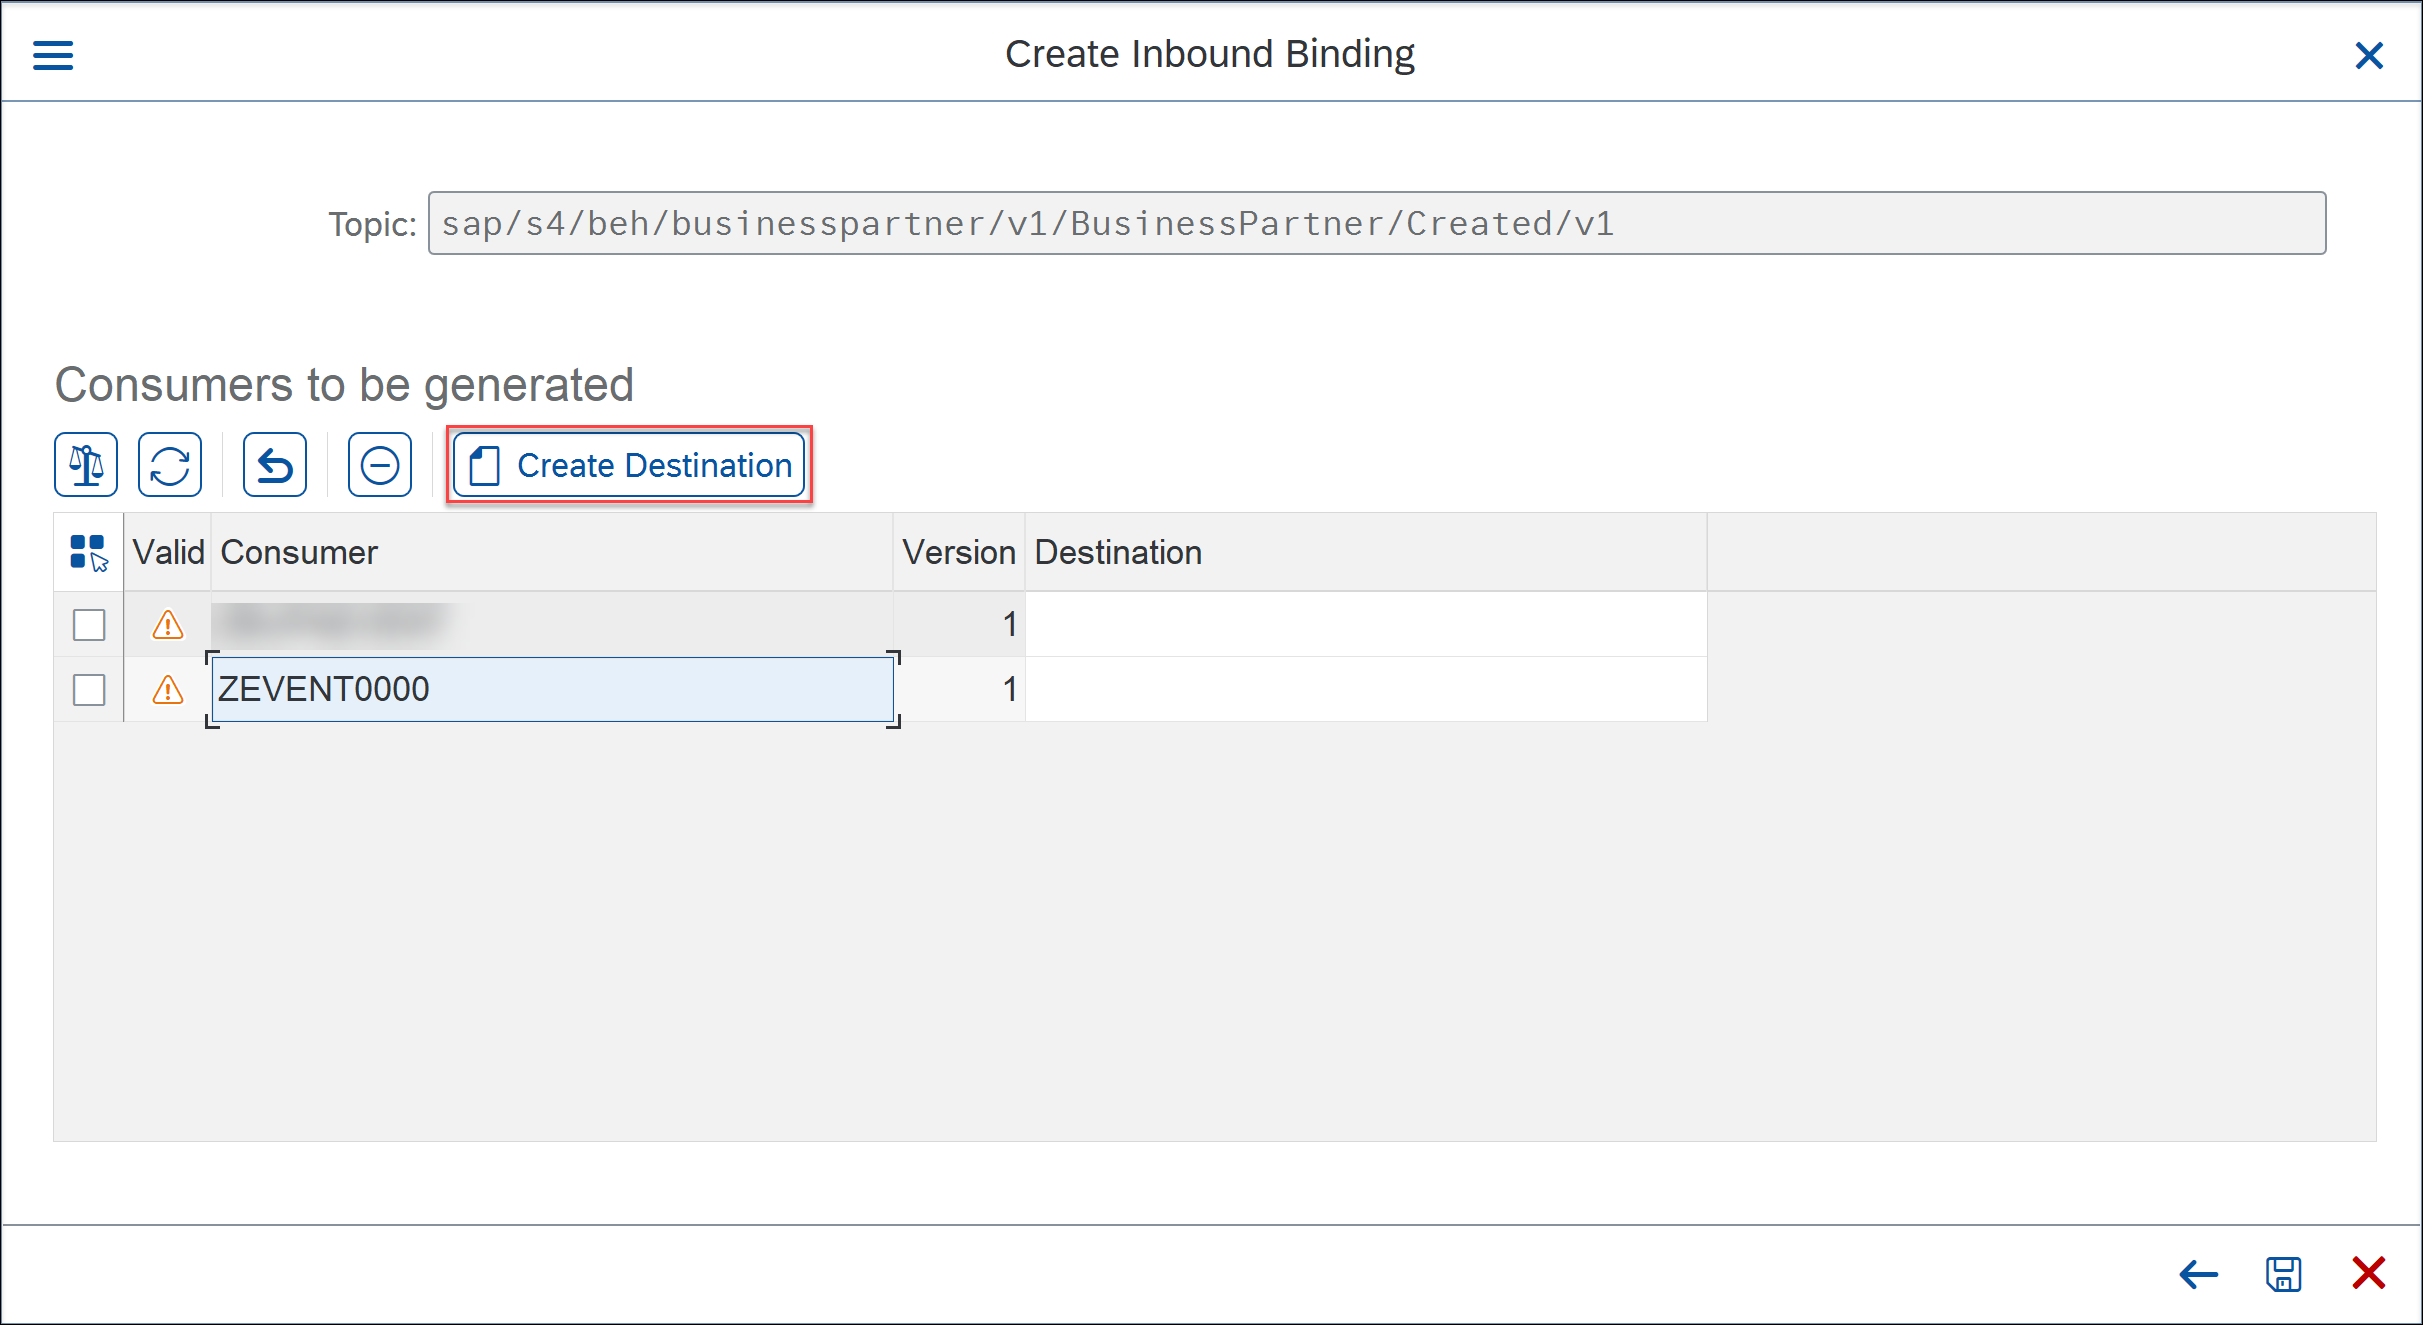 Create Inbound Binding
Topic: sap/s4/beh/businesspartner/v1/BusinessPartner/Created/v1
Consumers to be generated
Create Destination
Valid Consumer Version Destination
1
ZEVENT0000 1